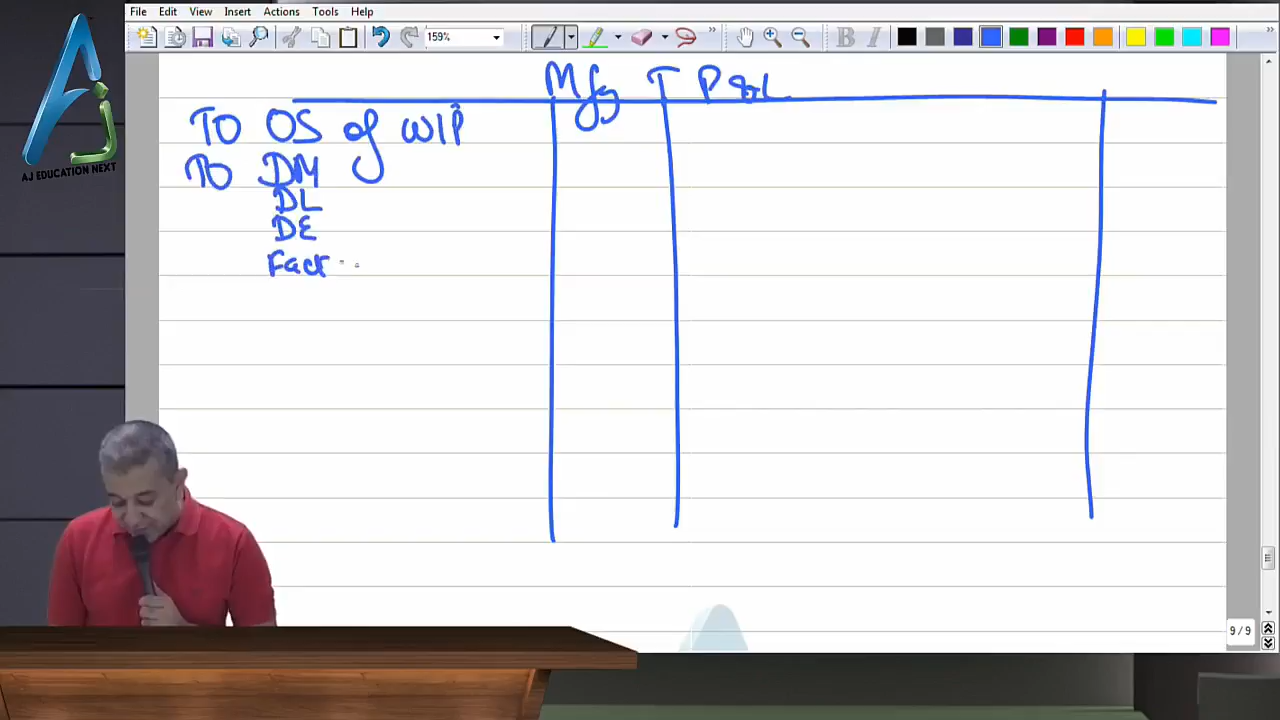 File Edit View Insert Actions Tools Help
159%
B I
AJ EDUCATION NEXT
Mfg T P & L
TO OS of WIP
TO DM
DL
DE
Fact
9/9